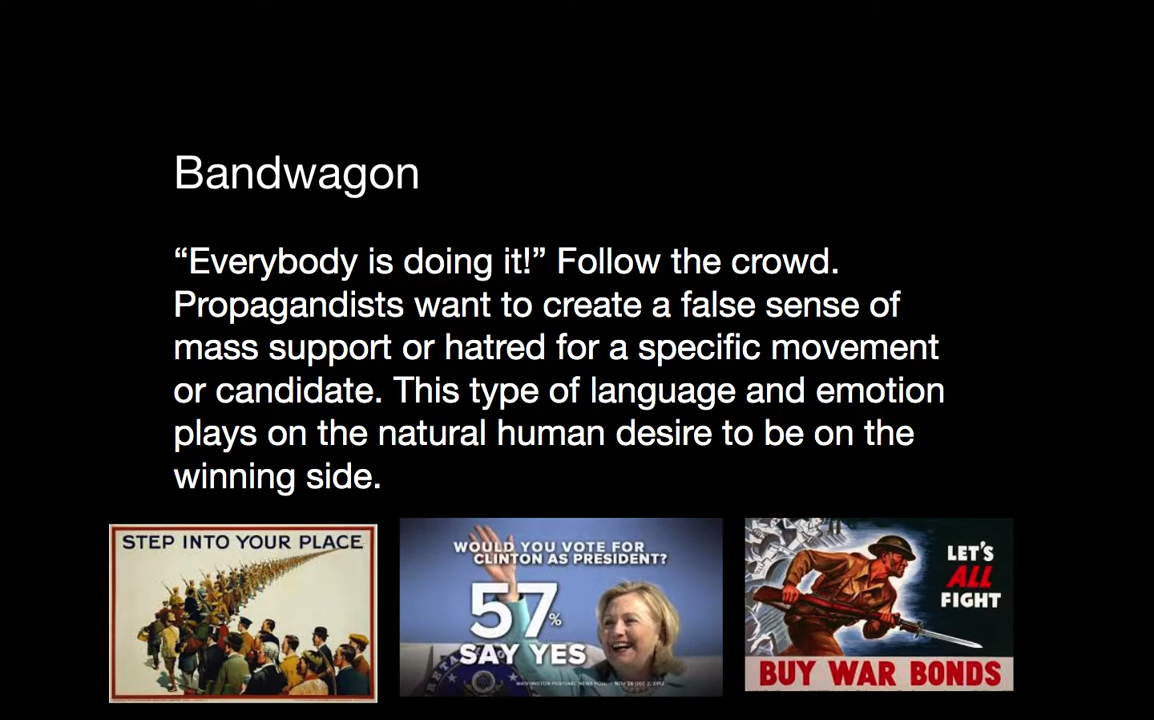 Bandwagon
“Everybody is doing it!” Follow the crowd.
Propagandists want to create a false sense of
mass support or hatred for a specific movement
or candidate. This type of language and emotion
plays on the natural human desire to be on the
winning side.
STEP INTO YOUR PLACE
WOULD YOU VOTE FOR
CLINTON AS PRESIDENT?
57%
SAY YES
LET'S
ALL
FIGHT
BUY WAR BONDS